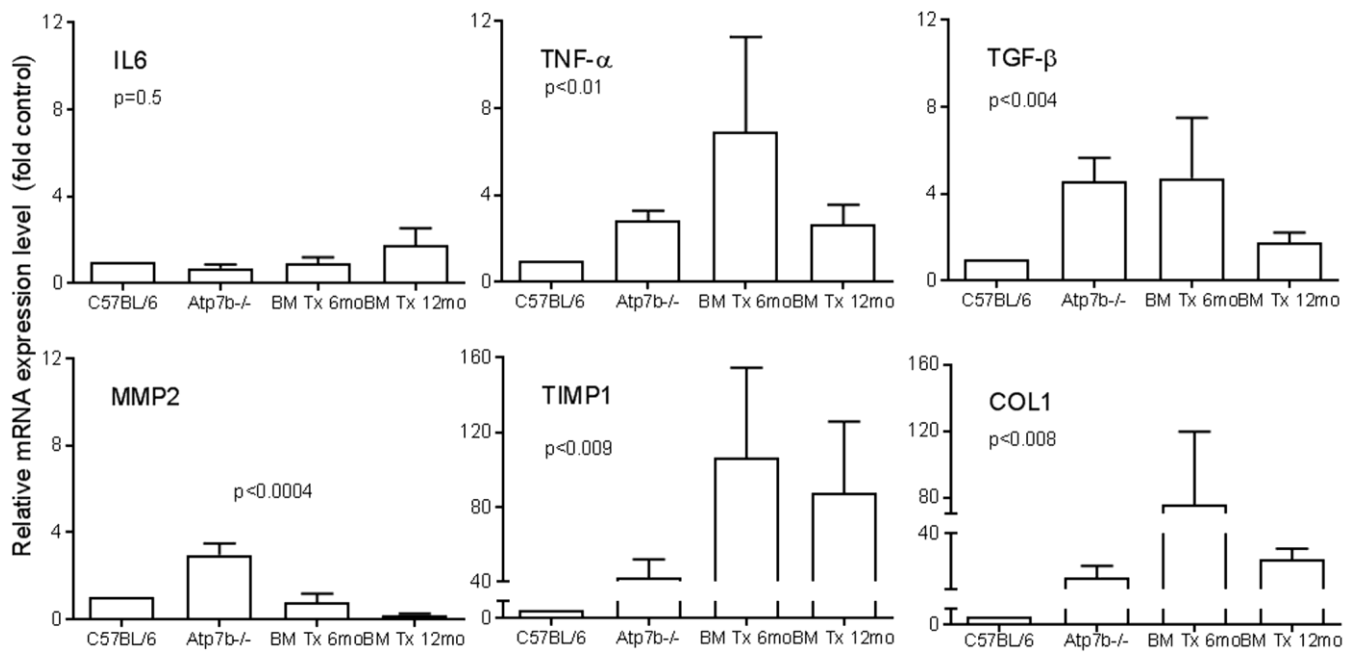 Relative mRNA expression level (fold control)
12
8
4
0
IL6
p=0.5
C57BL/6 Atp7b-/- BM Tx 6mo BM Tx 12mo
12
8
4
0
TNF-α
p<0.01
C57BL/6 Atp7b-/- BM Tx 6mo BM Tx 12mo
12
8
4
0
TGF-β
p<0.004
C57BL/6 Atp7b-/- BM Tx 6mo BM Tx 12mo
12
8
4
0
MMP2
p<0.0004
C57BL/6 Atp7b-/- BM Tx 6mo BM Tx 12mo
160
120
80
40
0
TIMP1
p<0.009
C57BL/6 Atp7b-/- BM Tx 6mo BM Tx 12mo
160
120
80
40
0
COL1
p<0.008
C57BL/6 Atp7b-/- BM Tx 6mo BM Tx 12mo